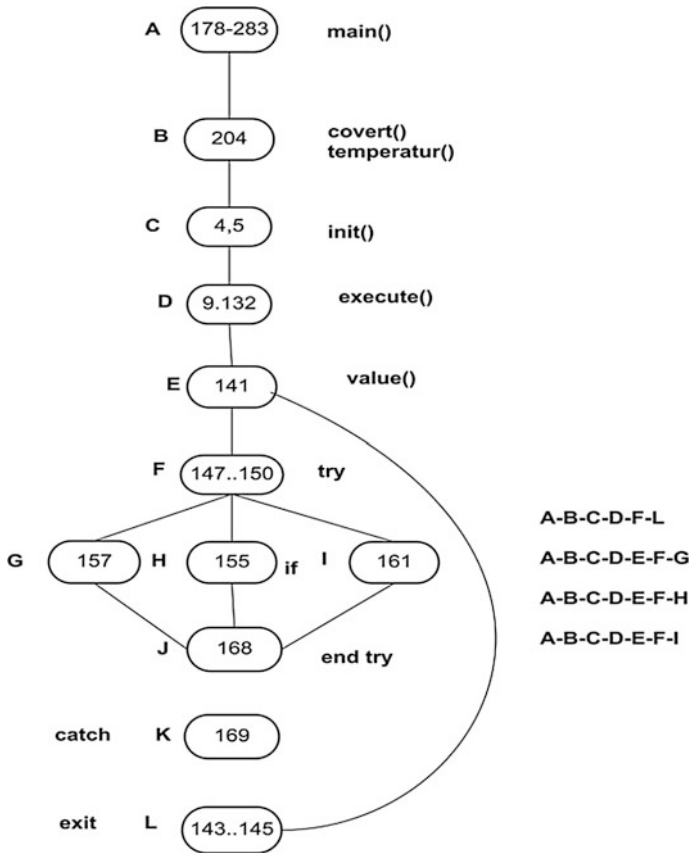 A 178-283 main()
B 204 covert()
temperatur()
C 4,5 init()
D 9.132 execute()
E 141 value()
F 147..150 try
G 157 H 155 if I 161
J 168 end try
catch K 169
exit L 143..145
A-B-C-D-F-L
A-B-C-D-E-F-G
A-B-C-D-E-F-H
A-B-C-D-E-F-I